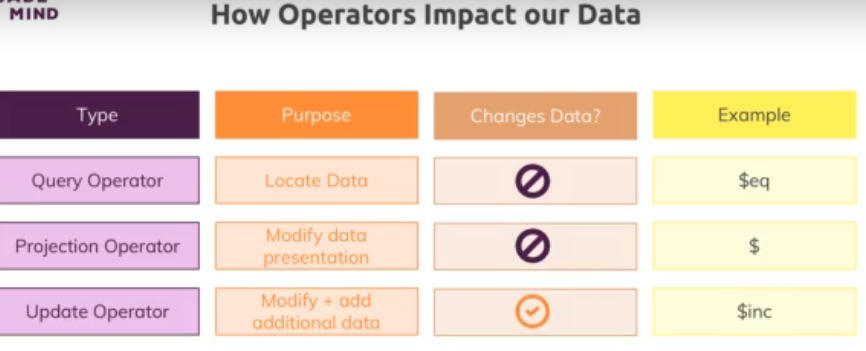 MIND
How Operators Impact our Data
Type
Purpose
Changes Data?
Example
Query Operator
Locate Data
$eq
Projection Operator
Modify data
presentation
$
Update Operator
Modify + add
additional data
$inc